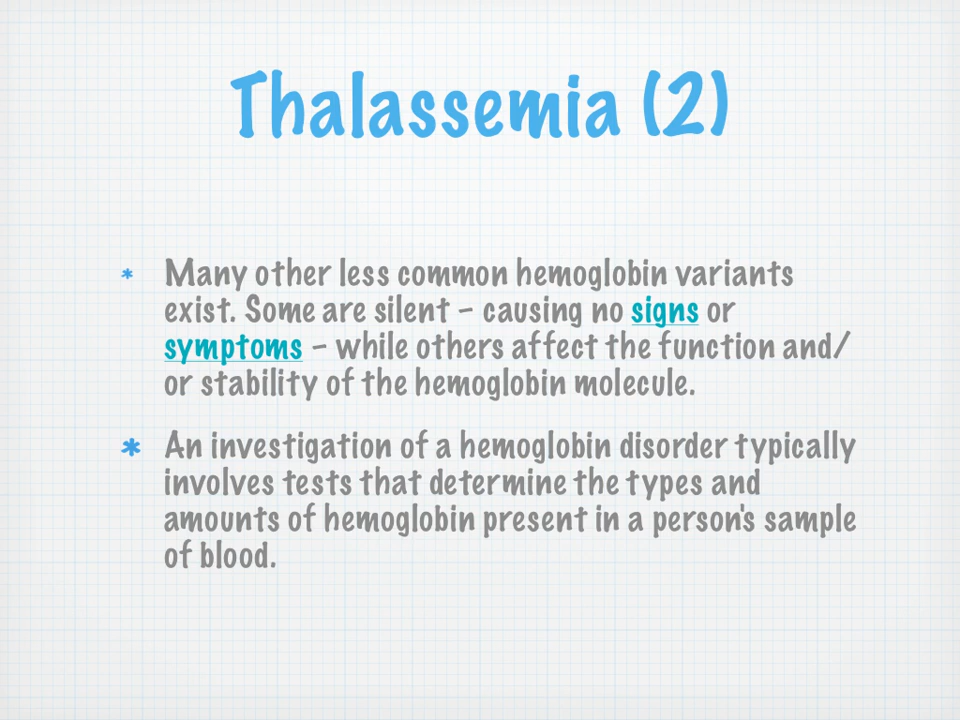 Thalassemia (2)
* Many other less common hemoglobin variants
exist. Some are silent – causing no signs or
symptoms – while others affect the function and/
or stability of the hemoglobin molecule.
* An investigation of a hemoglobin disorder typically
involves tests that determine the types and
amounts of hemoglobin present in a person's sample
of blood.